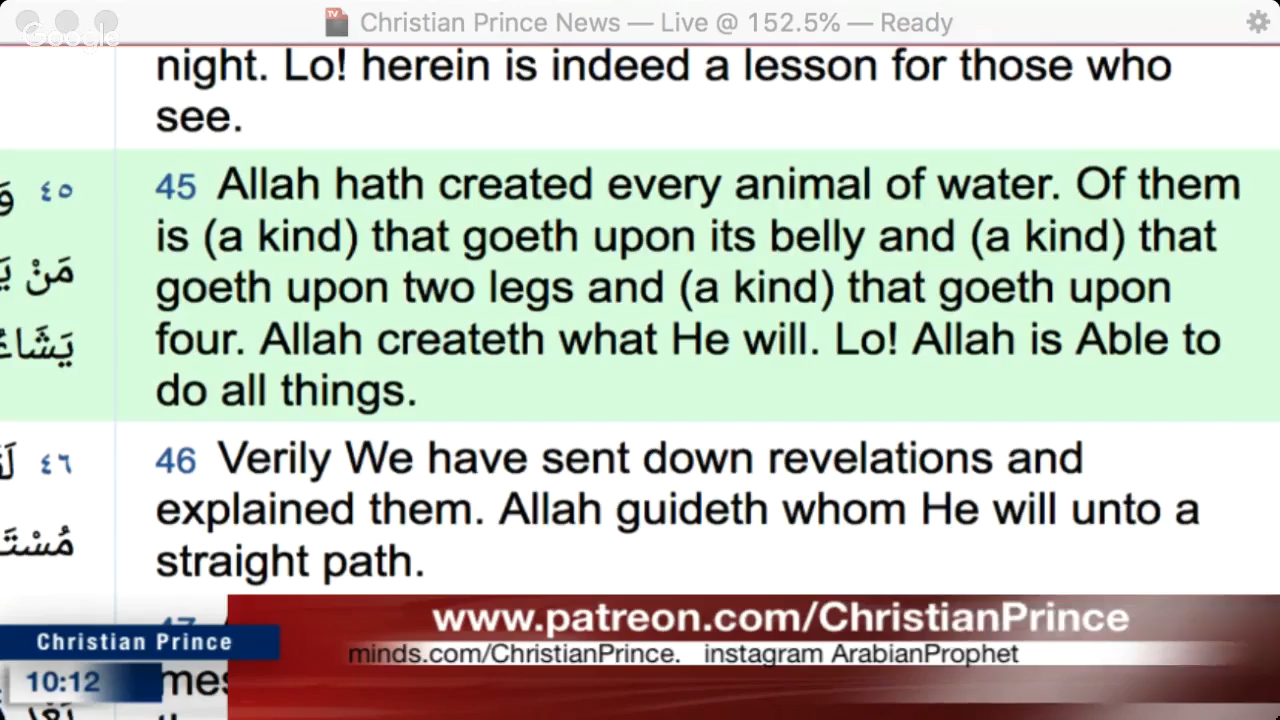 Christian Prince News — Live @ 152.5% — Ready
Google
night. Lo! herein is indeed a lesson for those who
see.
٤٥
45 Allah hath created every animal of water. Of them
is (a kind) that goeth upon its belly and (a kind) that
مَنْ
goeth upon two legs and (a kind) that goeth upon
four. Allah createth what He will. Lo! Allah is Able to
do all things.
٤٦
46 Verily We have sent down revelations and
explained them. Allah guideth whom He will unto a
straight path.
www.patreon.com/ChristianPrince
Christian Prince
minds.com/ChristianPrince. instagram ArabianProphet
10:12